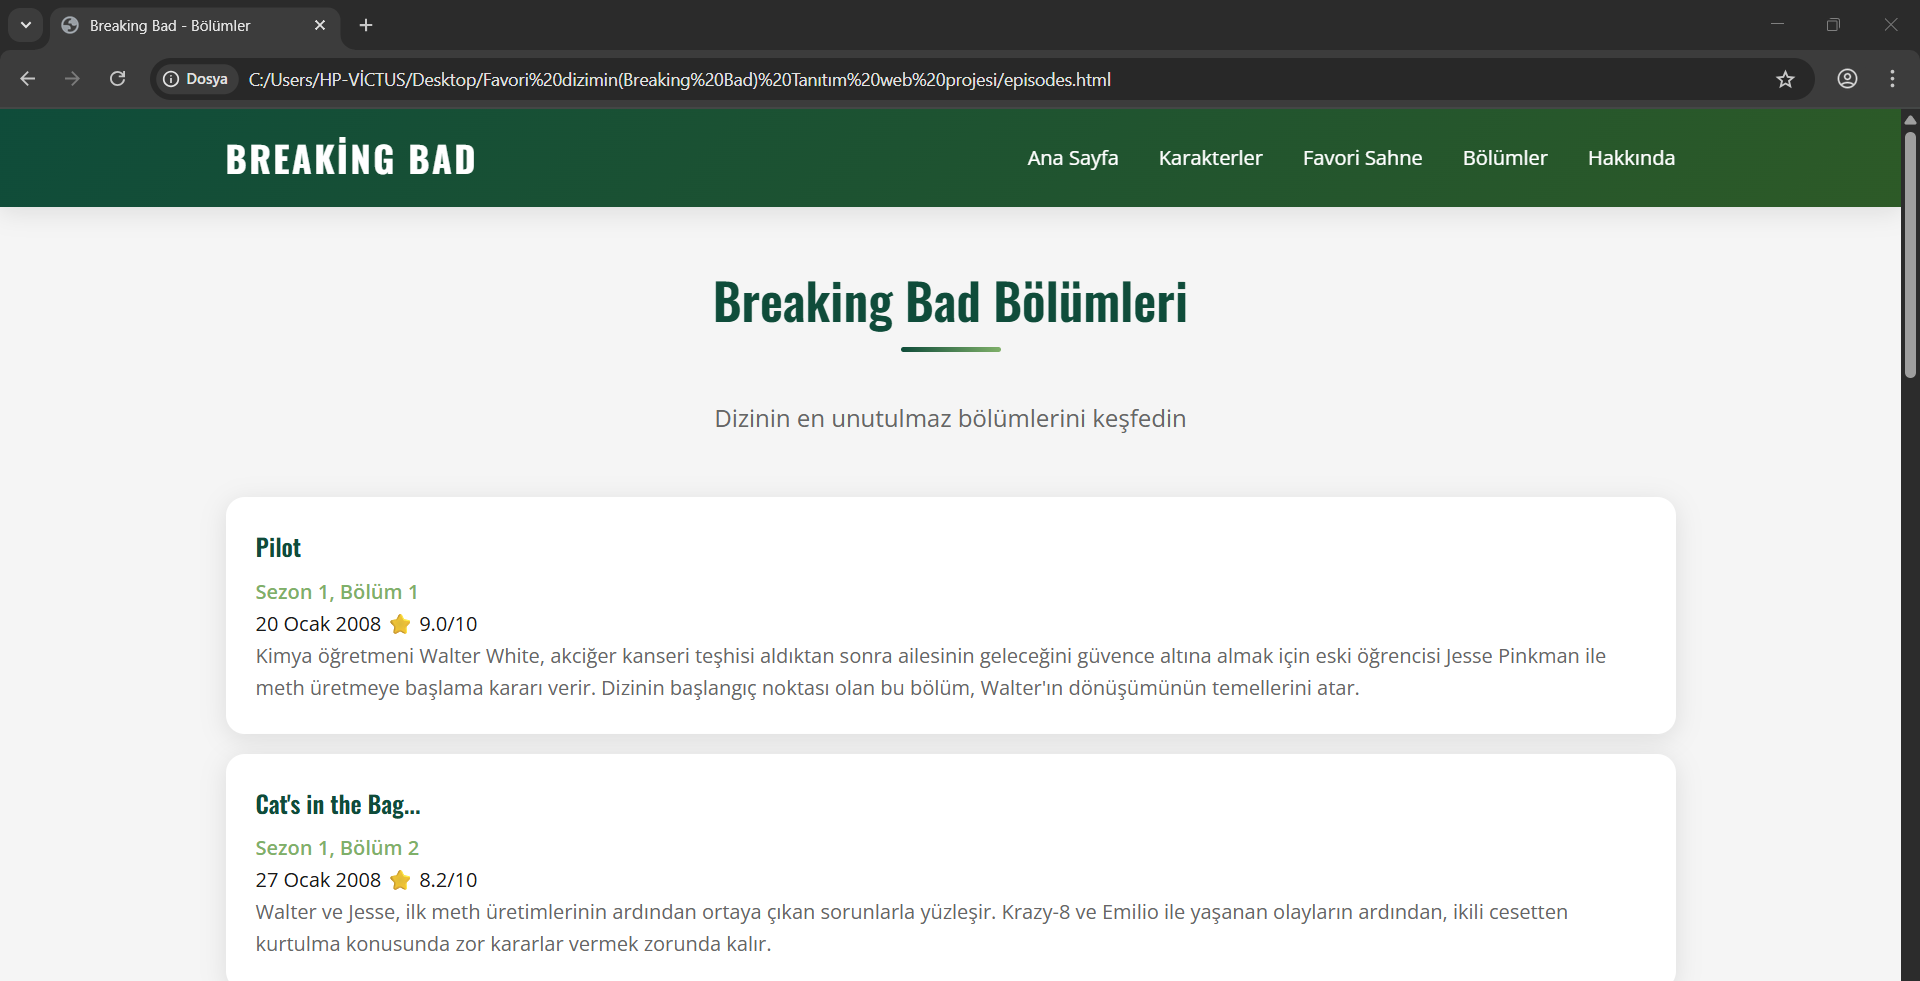 Breaking Bad - Bölümler
Dosya
C:/Users/HP-VİCTUS/Desktop/Favori%20dizimin(Breaking%20Bad)%20Tanıtım%20web%20projesi/episodes.html
BREAKİNG BAD
Ana Sayfa Karakterler Favori Sahne Bölümler Hakkında
Breaking Bad Bölümleri
Dizinin en unutulmaz bölümlerini keşfedin
Pilot
Sezon 1, Bölüm 1
20 Ocak 2008 ⭐ 9.0/10
Kimya öğretmeni Walter White, akciğer kanseri teşhisi aldıktan sonra ailesinin geleceğini güvence altına almak için eski öğrencisi Jesse Pinkman ile
meth üretmeye başlama kararı verir. Dizinin başlangıç noktası olan bu bölüm, Walter'ın dönüşümünün temellerini atar.
Cat's in the Bag...
Sezon 1, Bölüm 2
27 Ocak 2008 ⭐ 8.2/10
Walter ve Jesse, ilk meth üretimlerinin ardından ortaya çıkan sorunlarla yüzleşir. Krazy-8 ve Emilio ile yaşanan olayların ardından, ikili cesetten
kurtulma konusunda zor kararlar vermek zorunda kalır.